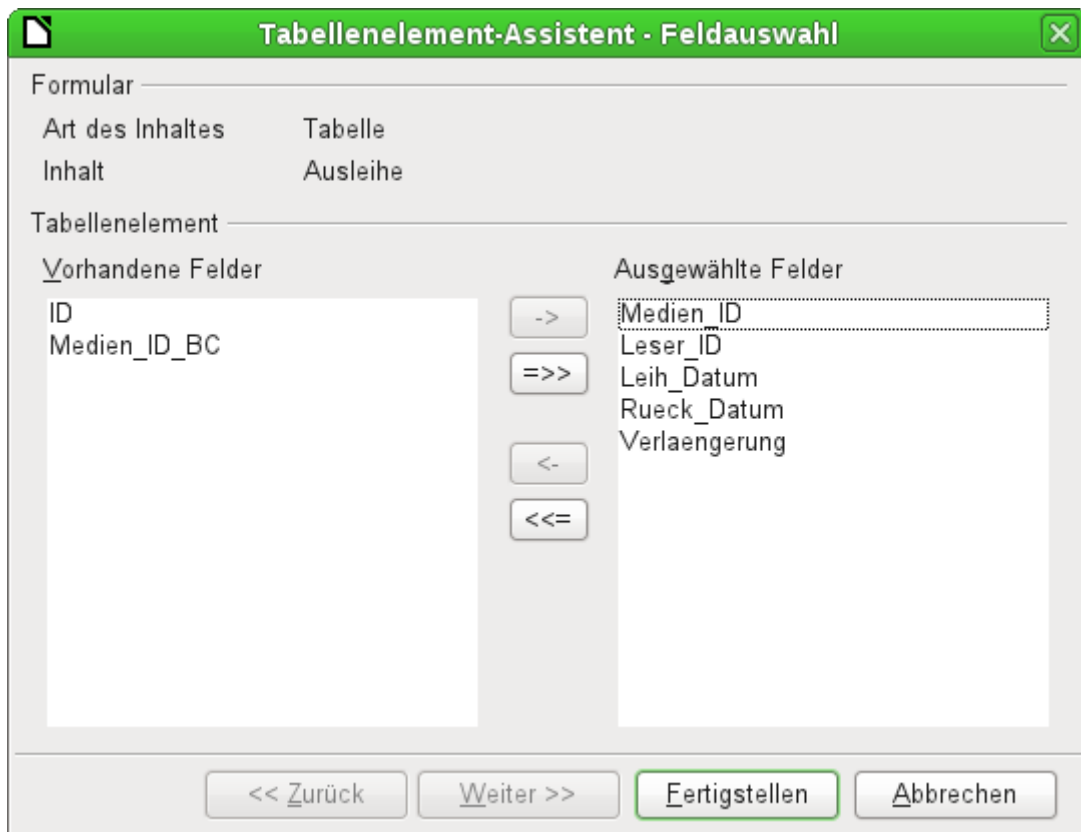 Tabellenelement-Assistent - Feldauswahl
Formular
Art des Inhaltes Tabelle
Inhalt Ausleihe
Tabellenelement
Vorhandene Felder
ID
Medien_ID_BC
->
=>>
<-
<<=
Ausgewählte Felder
Medien_ID
Leser_ID
Leih_Datum
Rueck_Datum
Verlaengerung
<< Zurück Weiter >> Fertigstellen Abbrechen